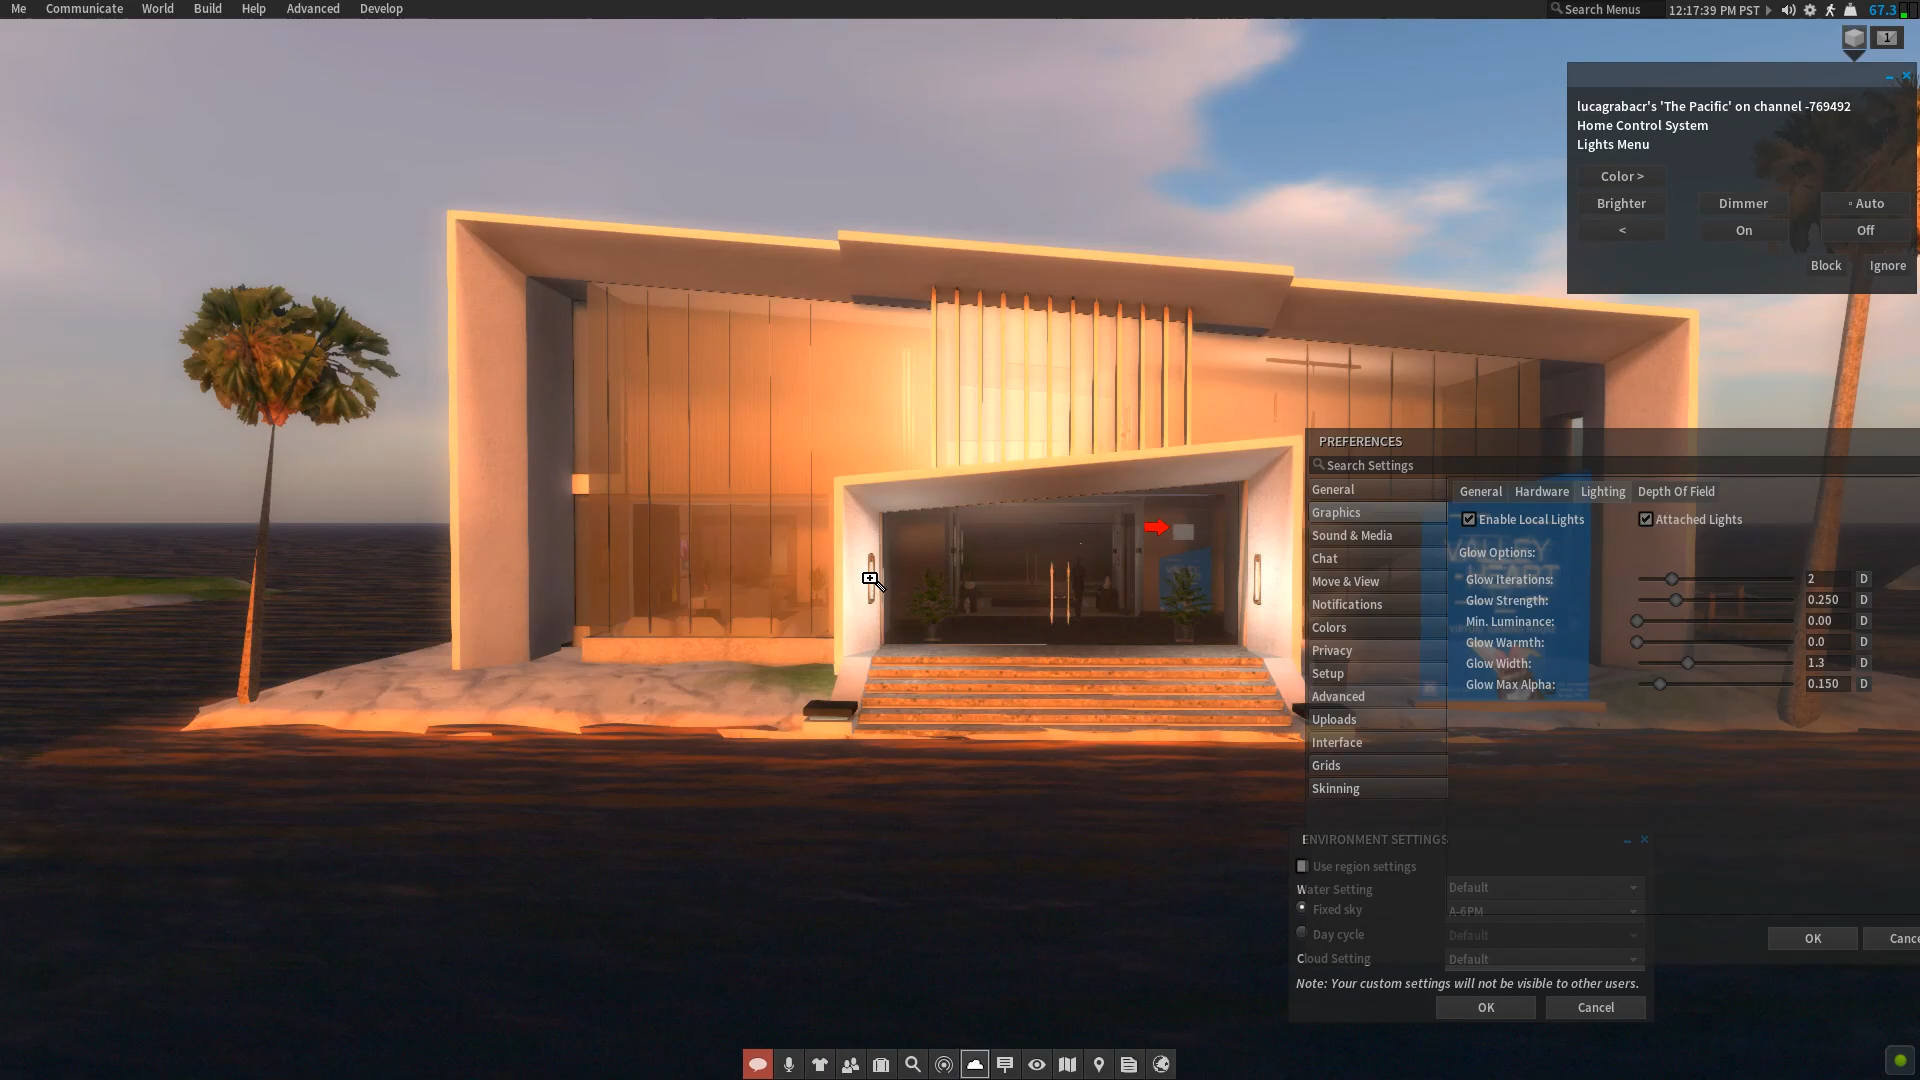 Me Communicate World Build Help Advanced Develop
Search Menus 12:17:39 PM PST 67.3
1
lucagrabacr's 'The Pacific' on channel -769492
Home Control System
Lights Menu
Color >
Brighter Dimmer ▫ Auto
< On Off
Block Ignore
PREFERENCES
Search Settings
General
Graphics
Sound & Media
Chat
Move & View
Notifications
Colors
Privacy
Setup
Advanced
Uploads
Interface
Grids
Skinning
General Hardware Lighting Depth Of Field
Enable Local Lights Attached Lights
Glow Options:
Glow Iterations: 2 D
Glow Strength: 0.250 D
Min. Luminance: 0.00 D
Glow Warmth: 0.0 D
Glow Width: 1.3 D
Glow Max Alpha: 0.150 D
VALLEY
HEART
OK Cance
ENVIRONMENT SETTINGS
Use region settings
Water Setting Default
Fixed sky A-6PM
Day cycle Default
Cloud Setting Default
Note: Your custom settings will not be visible to other users.
OK Cancel